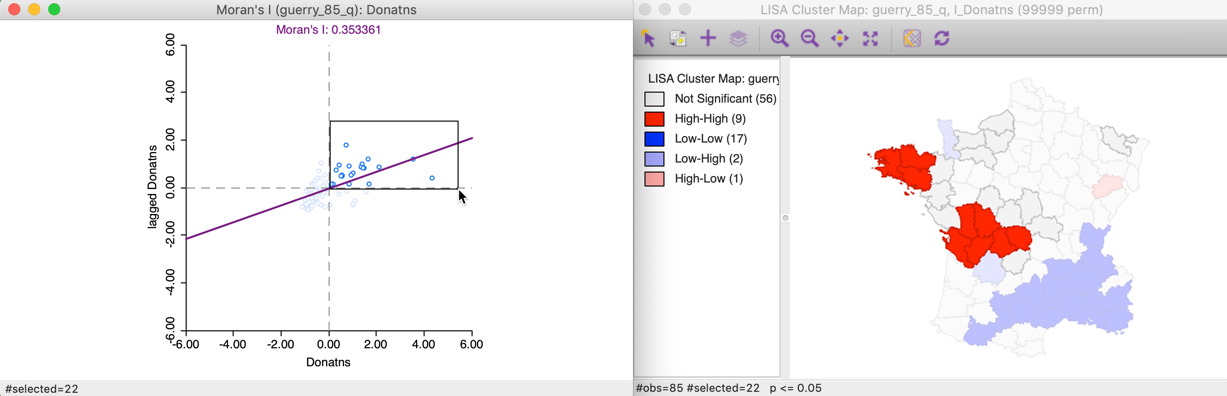 Moran's I (guerry_85_q): Donatns
Moran's I: 0.353361
6.00
4.00
2.00
0.00
-2.00
-4.00
-6.00
lagged Donatns
-6.00 -4.00 -2.00 0.00 2.00 4.00 6.00
Donatns
#selected=22
LISA Cluster Map: guerry_85_q, I_Donatns (99999 perm)
LISA Cluster Map: guerry
Not Significant (56)
High-High (9)
Low-Low (17)
Low-High (2)
High-Low (1)
#obs=85 #selected=22 p <= 0.05